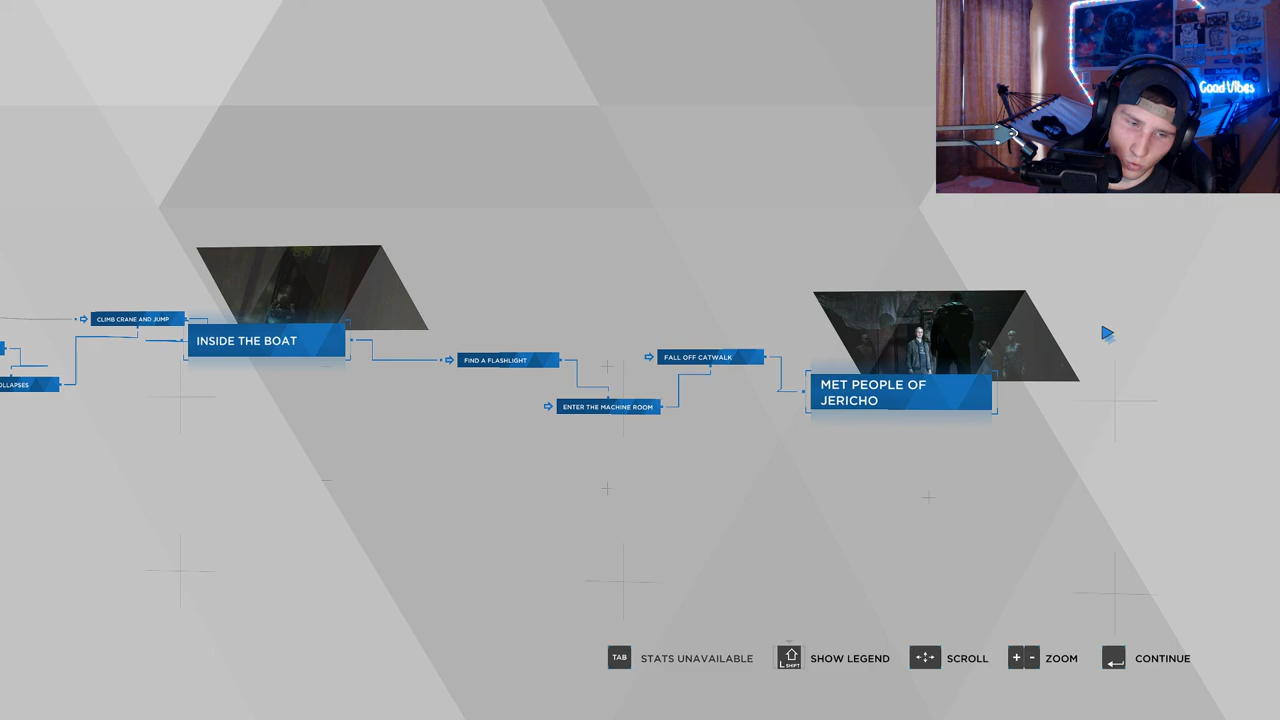 Good Vibes
CLIMB CRANE AND JUMP
INSIDE THE BOAT
OLLAPSES
FIND A FLASHLIGHT
ENTER THE MACHINE ROOM
FALL OFF CATWALK
MET PEOPLE OF
JERICHO
TAB STATS UNAVAILABLE
L SHIFT SHOW LEGEND
SCROLL
+ - ZOOM
CONTINUE